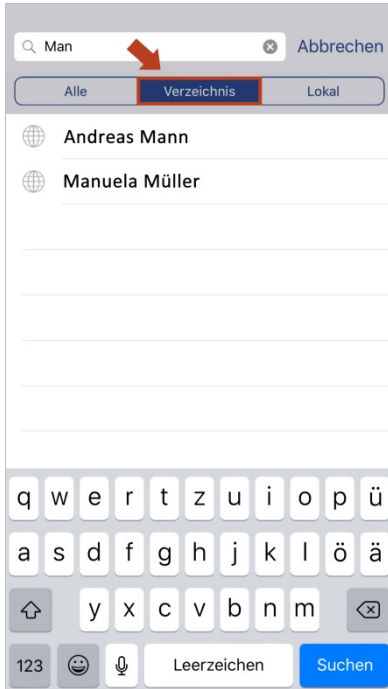 Man Abbrechen
Alle Verzeichnis Lokal
Andreas Mann
Manuela Müller
q w e r t z u i o p ü
a s d f g h j k l ö ä
y x c v b n m
123 Leerzeichen Suchen